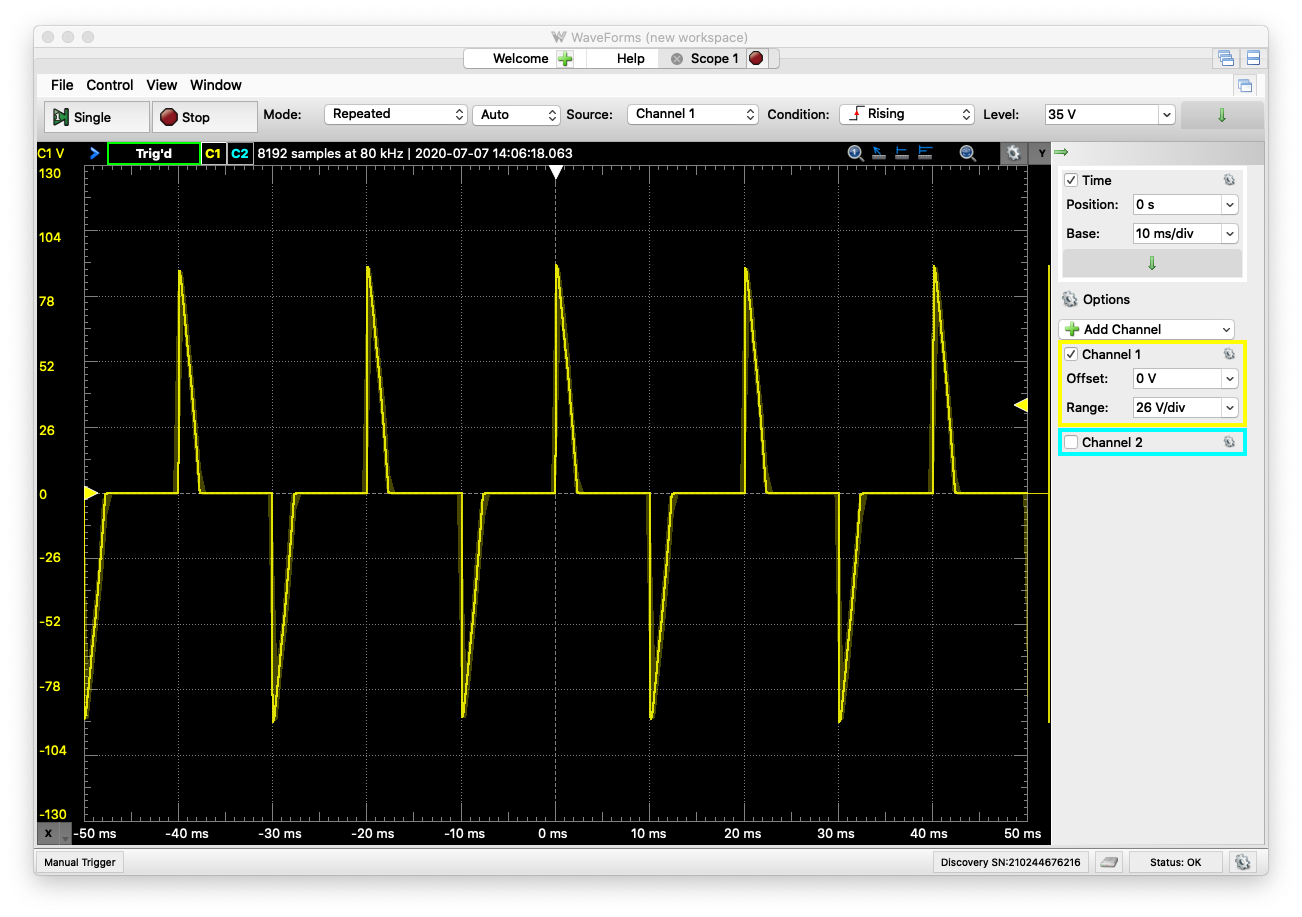 WaveForms (new workspace)
Welcome Help Scope 1
File Control View Window
Single Stop Mode: Repeated Auto Source: Channel 1 Condition: Rising Level: 35 V
C1 V Trig'd C1 C2 8192 samples at 80 kHz | 2020-07-07 14:06:18.063 Y
130
104
78
52
26
0
-26
-52
-78
-104
-130
X -50 ms -40 ms -30 ms -20 ms -10 ms 0 ms 10 ms 20 ms 30 ms 40 ms 50 ms
Time
Position: 0 s
Base: 10 ms/div
Options
Add Channel
Channel 1
Offset: 0 V
Range: 26 V/div
Channel 2
Manual Trigger Discovery SN:210244676216 Status: OK